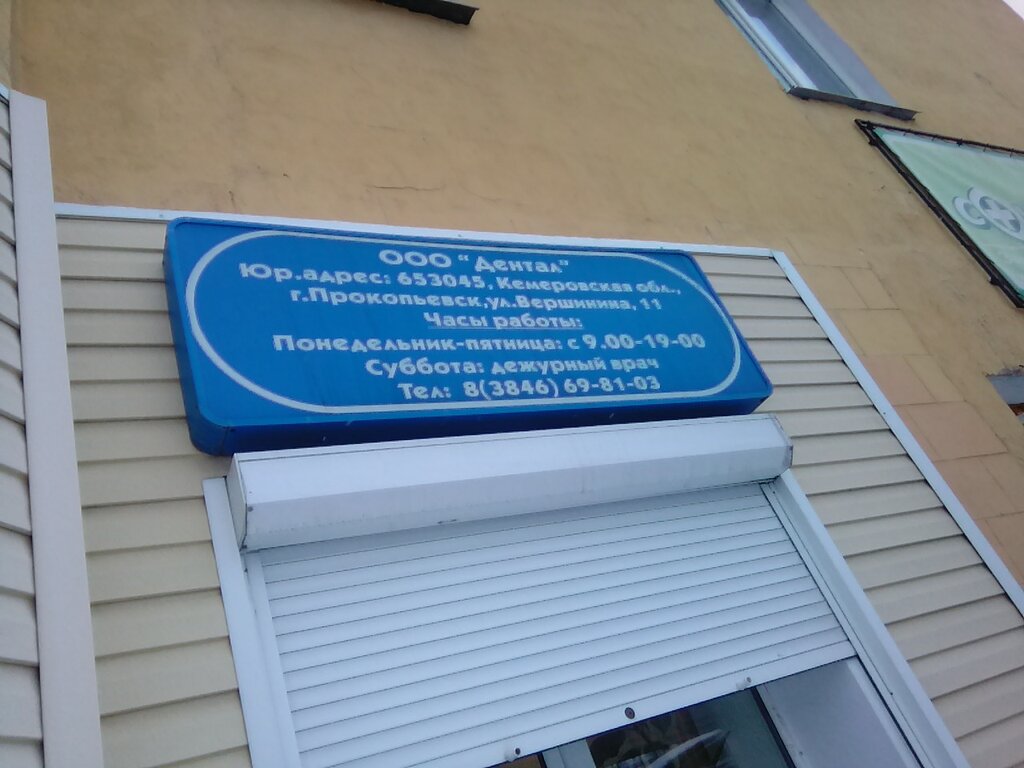 ООО "Дентал"
Юр.адрес: 653045, Кемеровская обл.,
г.Прокопьевск,ул.Вершинина, 11
Часы работы:
Понедельник-пятница: с 9.00-19-00
Суббота: дежурный врач
Тел: 8(3846) 69-81-03